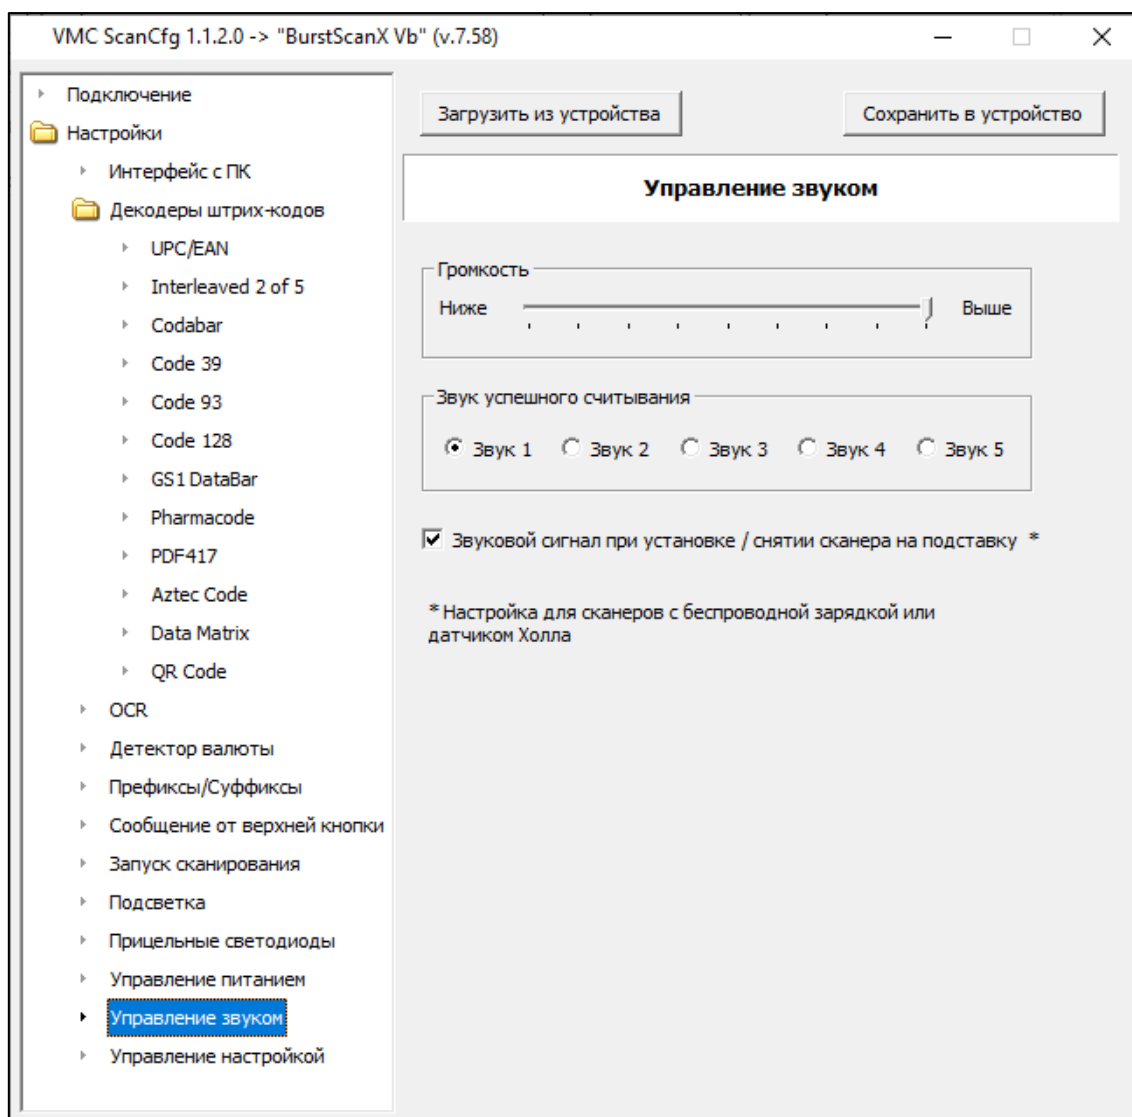 VMC ScanCfg 1.1.2.0 -> "BurstScanX Vb" (v.7.58)
Подключение
Настройки
Интерфейс с ПК
Декодеры штрих-кодов
UPC/EAN
Interleaved 2 of 5
Codabar
Code 39
Code 93
Code 128
GS1 DataBar
Pharmacode
PDF417
Aztec Code
Data Matrix
QR Code
OCR
Детектор валюты
Префиксы/Суффиксы
Сообщение от верхней кнопки
Запуск сканирования
Подсветка
Прицельные светодиоды
Управление питанием
Управление звуком
Управление настройкой
Загрузить из устройства
Сохранить в устройство
Управление звуком
Громкость
Ниже
Выше
Звук успешного считывания
Звук 1 Звук 2 Звук 3 Звук 4 Звук 5
Звуковой сигнал при установке / снятии сканера на подставку *
* Настройка для сканеров с беспроводной зарядкой или
датчиком Холла